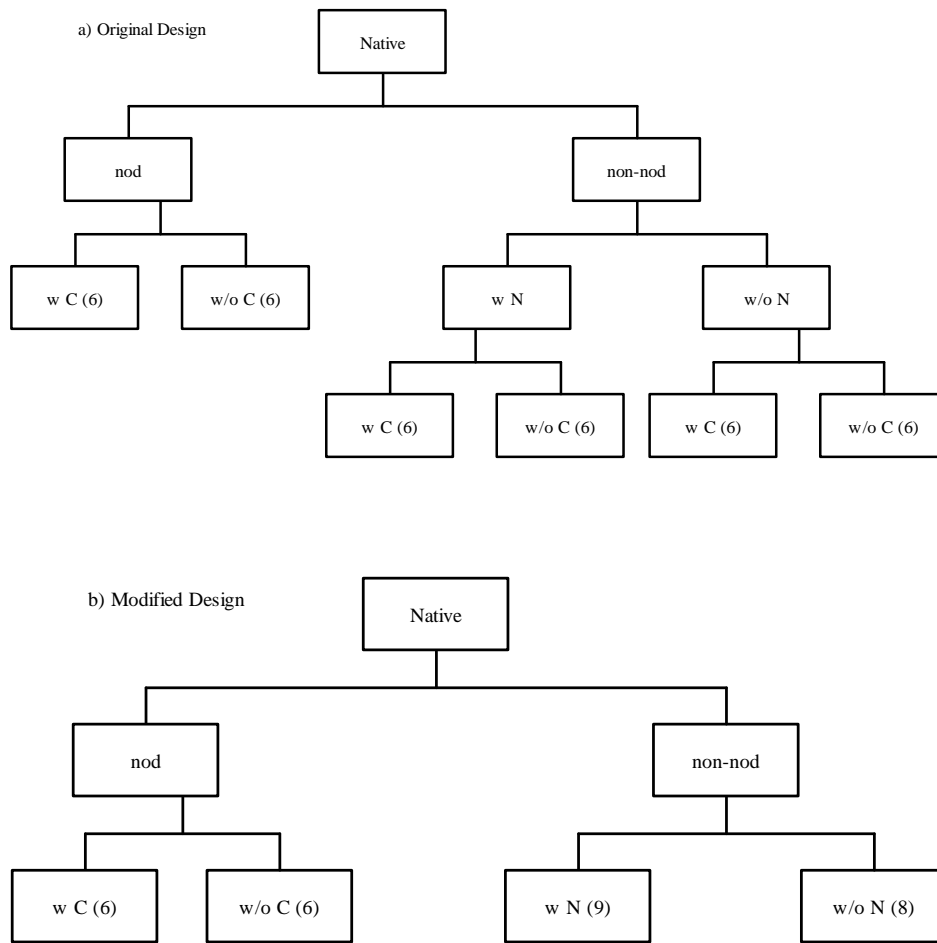 a) Original Design
Native
nod
non-nod
w C (6)
w/o C (6)
w N
w/o N
w C (6)
w/o C (6)
w C (6)
w/o C (6)
b) Modified Design
Native
nod
non-nod
w C (6)
w/o C (6)
w N (9)
w/o N (8)